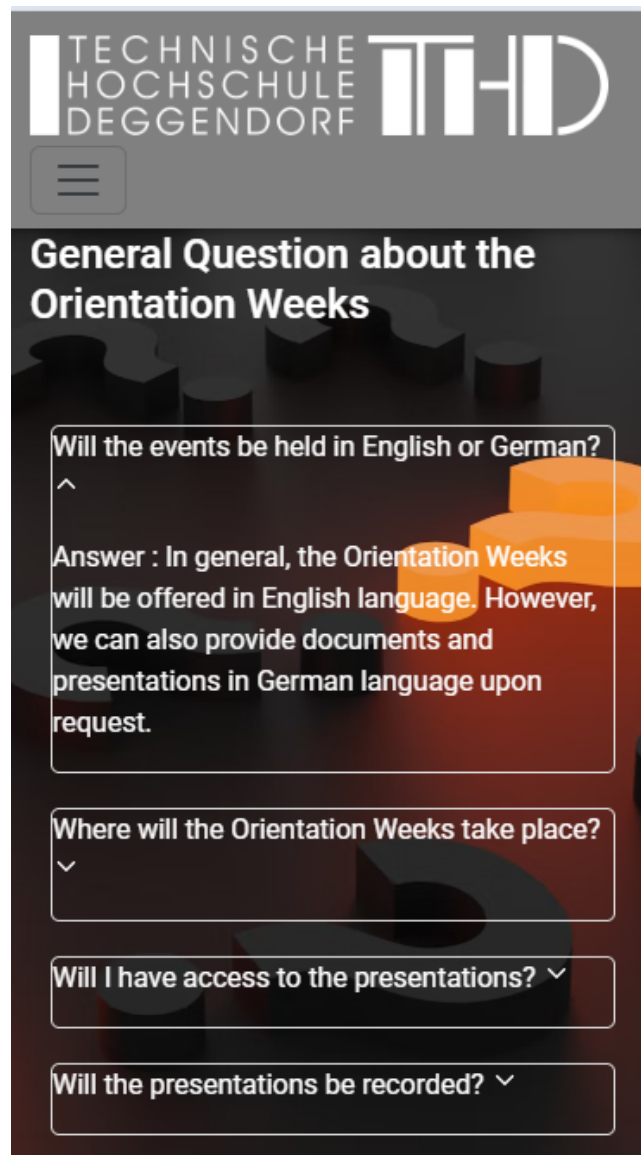 TECHNISCHE
HOCHSCHULE
DEGGENDORF
THD
General Question about the
Orientation Weeks
Will the events be held in English or German?
Answer : In general, the Orientation Weeks
will be offered in English language. However,
we can also provide documents and
presentations in German language upon
request.
Where will the Orientation Weeks take place?
Will I have access to the presentations?
Will the presentations be recorded?